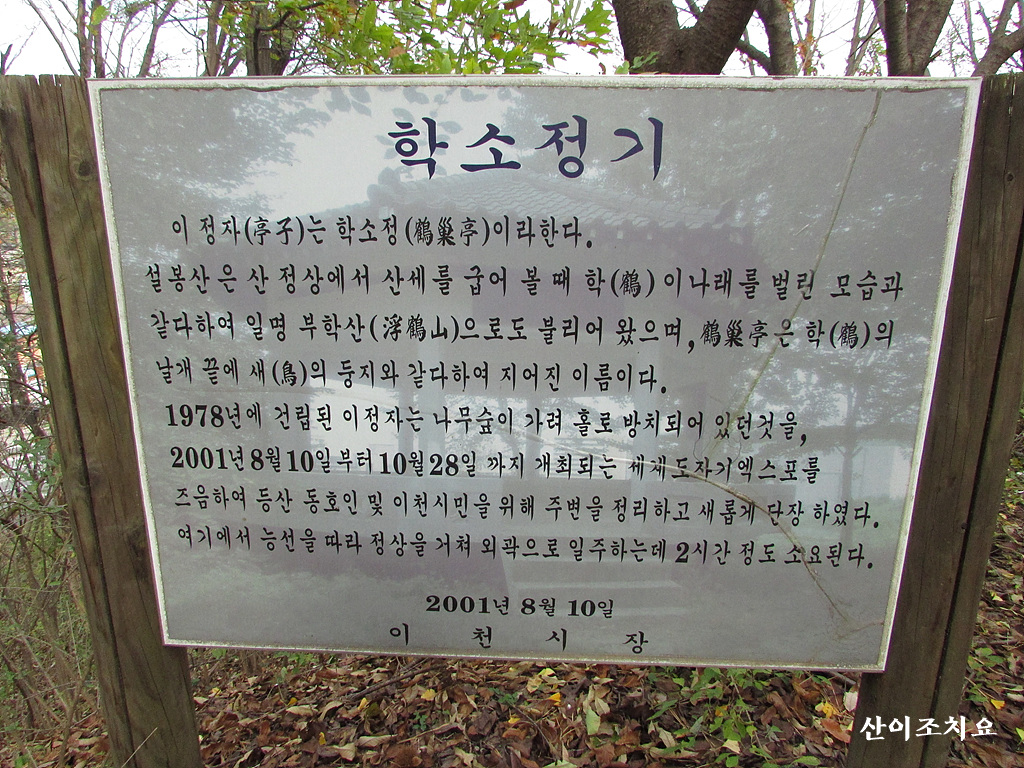 학소정기
이 정자(亭子)는 학소정(鶴巢亭)이라한다.
설봉산은 산 정상에서 산세를 굽어 볼 때 학(鶴) 이나래를 벌린 모습과
같다하여 일명 부학산(浮鶴山)으로도 불리어 왔으며, 鶴巢亭은 학(鶴)의
날개 끝에 새(鳥)의 둥지와 같다하여 지어진 이름이다.
1978년에 건립된 이정자는 나무숲이 가려 홀로 방치되어 있던것을,
2001년 8월 10일 부터 10월 28일 까지 개최되는 세계도자기엑스포를
즈음하여 등산 동호인 및 이천시민을 위해 주변을 정리하고 새롭게 단장 하였다.
여기에서 능선을 따라 정상을 거쳐 외곽으로 일주하는데 2시간 정도 소요된다.
2001년 8월 10일
이 천 시 장
산이조치요